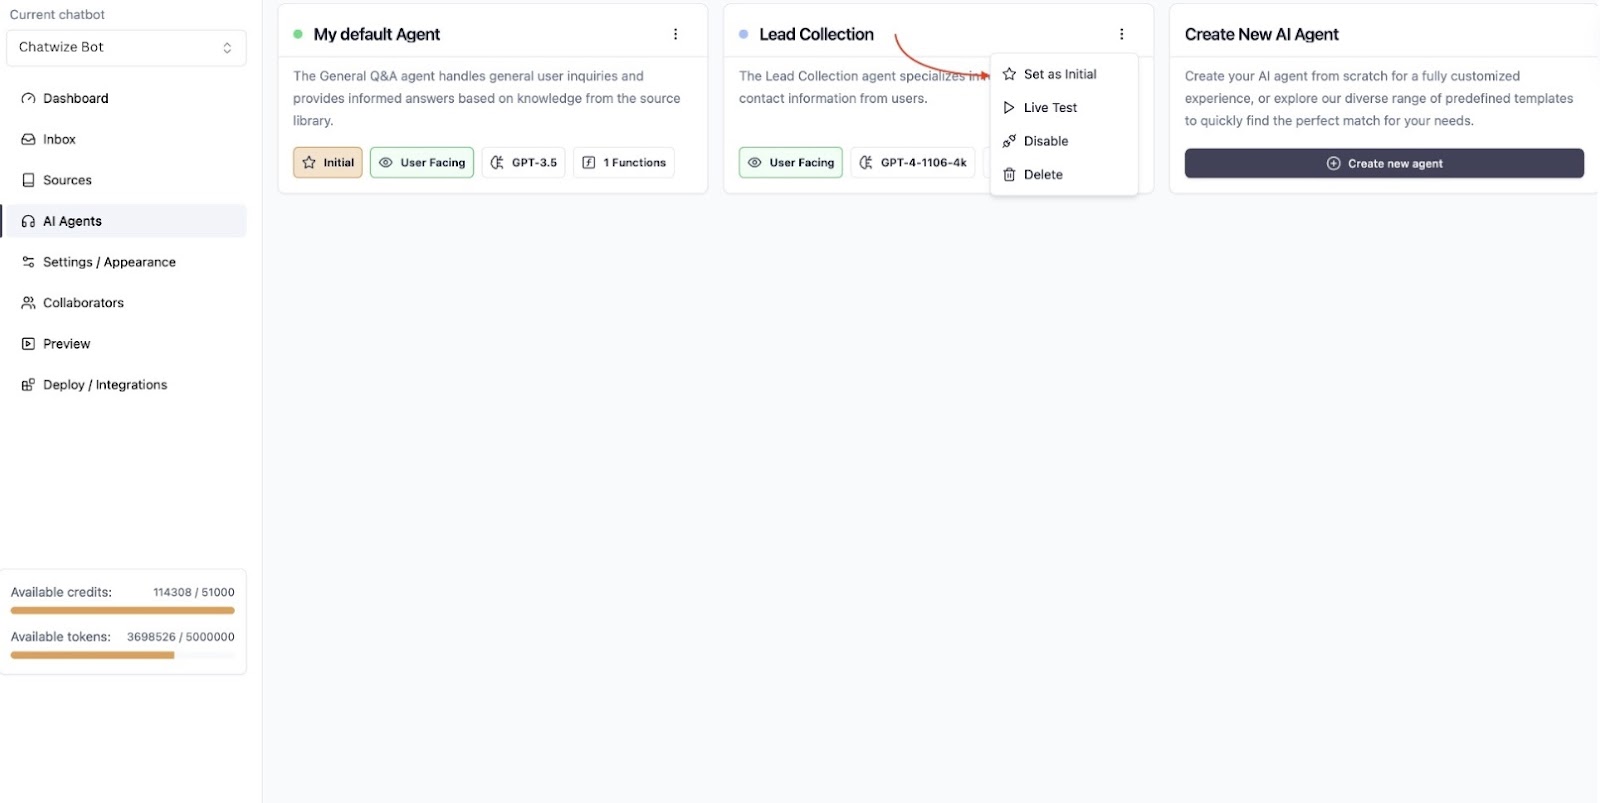 Current chatbot
Chatwize Bot
Dashboard
Inbox
Sources
AI Agents
Settings / Appearance
Collaborators
Preview
Deploy / Integrations
Available credits: 114308 / 51000
Available tokens: 3698526 / 5000000
My default Agent
The General Q&A agent handles general user inquiries and
provides informed answers based on knowledge from the source
library.
Initial User Facing GPT-3.5 1 Functions
Lead Collection
The Lead Collection agent specializes in
contact information from users.
User Facing GPT-4-1106-4k
Set as Initial
Live Test
Disable
Delete
Create New AI Agent
Create your AI agent from scratch for a fully customized
experience, or explore our diverse range of predefined templates
to quickly find the perfect match for your needs.
Create new agent